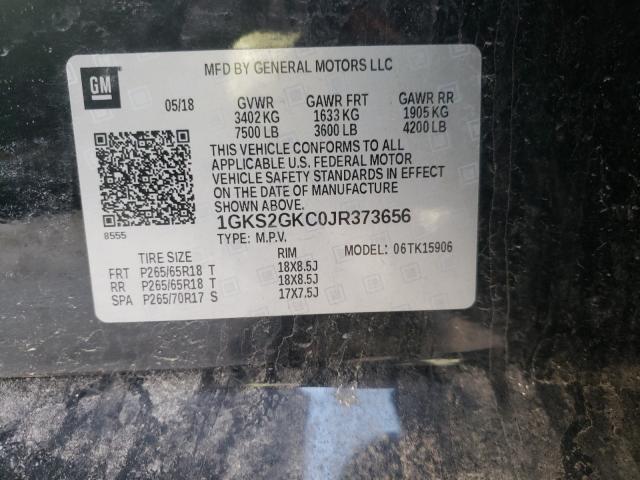 GM
MFD BY GENERAL MOTORS LLC
05/18 GVWR GAWR FRT GAWR RR
3402 KG 1633 KG 1905 KG
7500 LB 3600 LB 4200 LB
THIS VEHICLE CONFORMS TO ALL
APPLICABLE U.S. FEDERAL MOTOR
VEHICLE SAFETY STANDARDS IN EFFECT
ON THE DATE OF MANUFACTURE
SHOWN ABOVE.
1GKS2GKC0JR373656
8555
TYPE: M.P.V. MODEL: 06TK15906
TIRE SIZE RIM
FRT P265/65R18 T 18X8.5J
RR P265/65R18 T 18X8.5J
SPA P265/70R17 S 17X7.5J